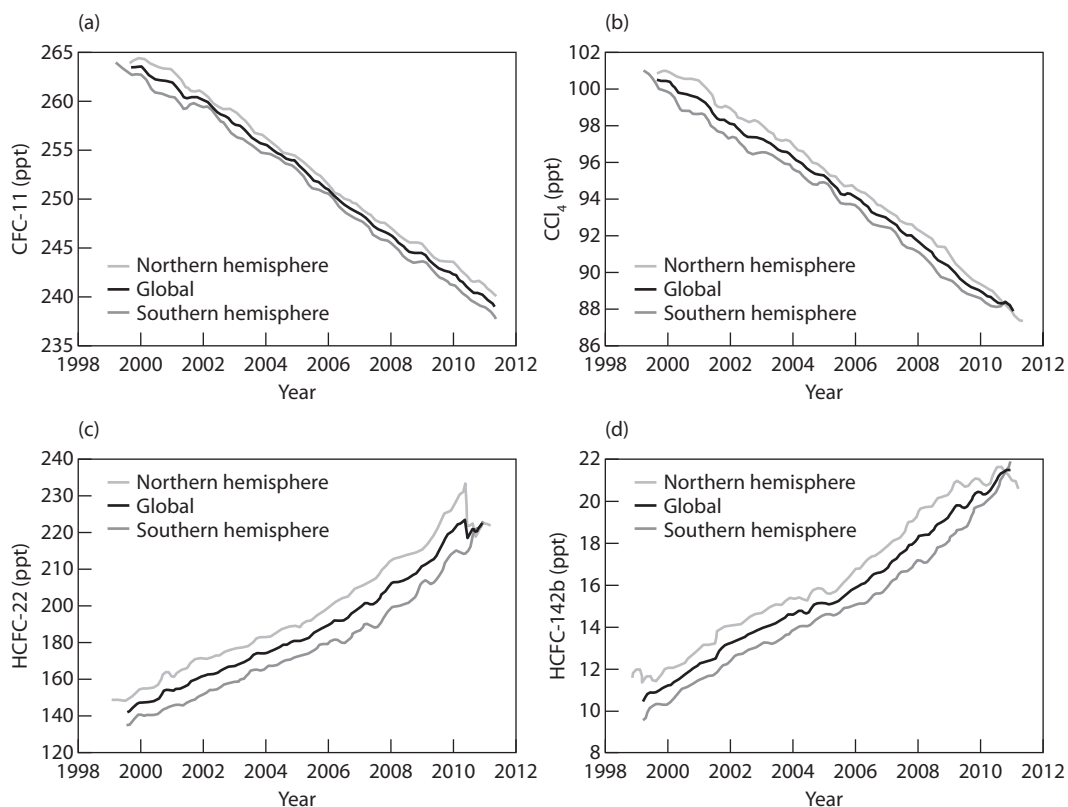 (a)
265
260
255
250
245
240
235
CFC-11 (ppt)
Northern hemisphere
Global
Southern hemisphere
1998 2000 2002 2004 2006 2008 2010 2012
Year
(b)
102
100
98
96
94
92
90
88
86
CCl₄ (ppt)
Northern hemisphere
Global
Southern hemisphere
1998 2000 2002 2004 2006 2008 2010 2012
Year
(c)
240
230
220
210
200
180
160
140
120
HCFC-22 (ppt)
Northern hemisphere
Global
Southern hemisphere
1998 2000 2002 2004 2006 2008 2010 2012
Year
(d)
22
20
18
16
14
12
10
8
HCFC-142b (ppt)
Northern hemisphere
Global
Southern hemisphere
1998 2000 2002 2004 2006 2008 2010 2012
Year